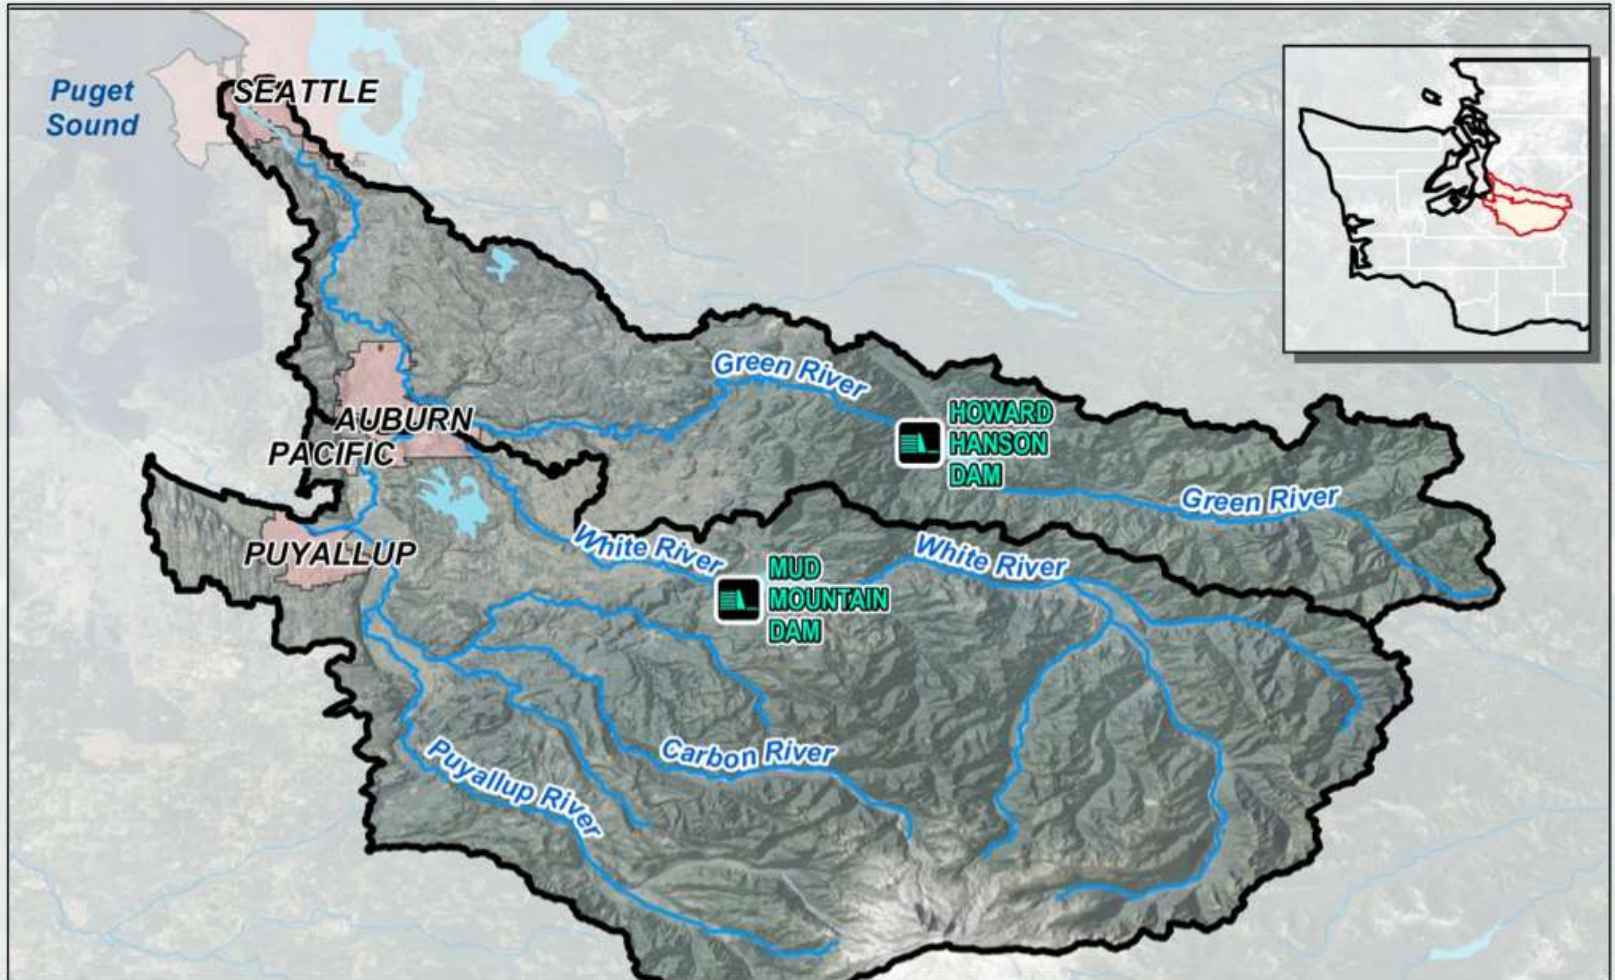 Puget
Sound
SEATTLE
Green River
HOWARD
HANSON
DAM
AUBURN
PACIFIC
Green River
PUYALLUP
White River
White River
MUD
MOUNTAIN
DAM
Carbon River
Puyallup River